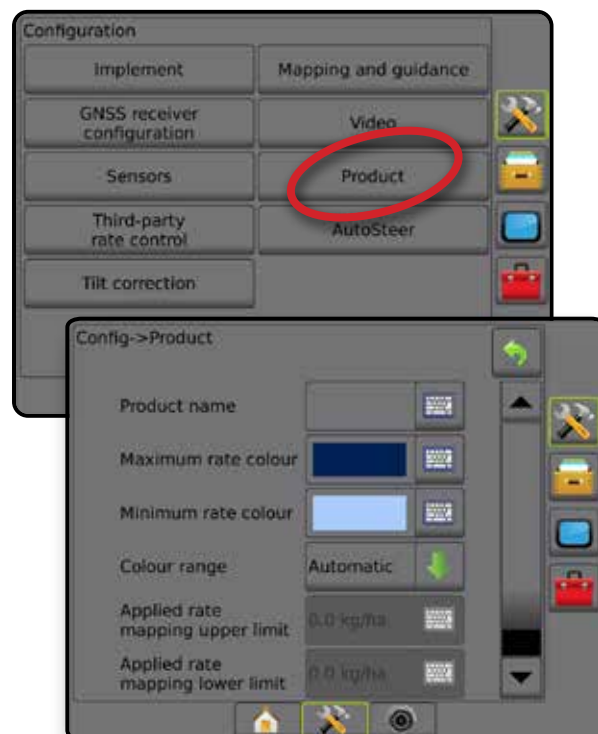 Configuration
Implement
Mapping and guidance
GNSS receiver
configuration
Video
Sensors
Product
Third-party
rate control
AutoSteer
Tilt correction
Config->Product
Product name
Maximum rate colour
Minimum rate colour
Colour range
Automatic
Applied rate
mapping upper limit
0.0 kg/ha
Applied rate
mapping lower limit
0.0 kg/ha